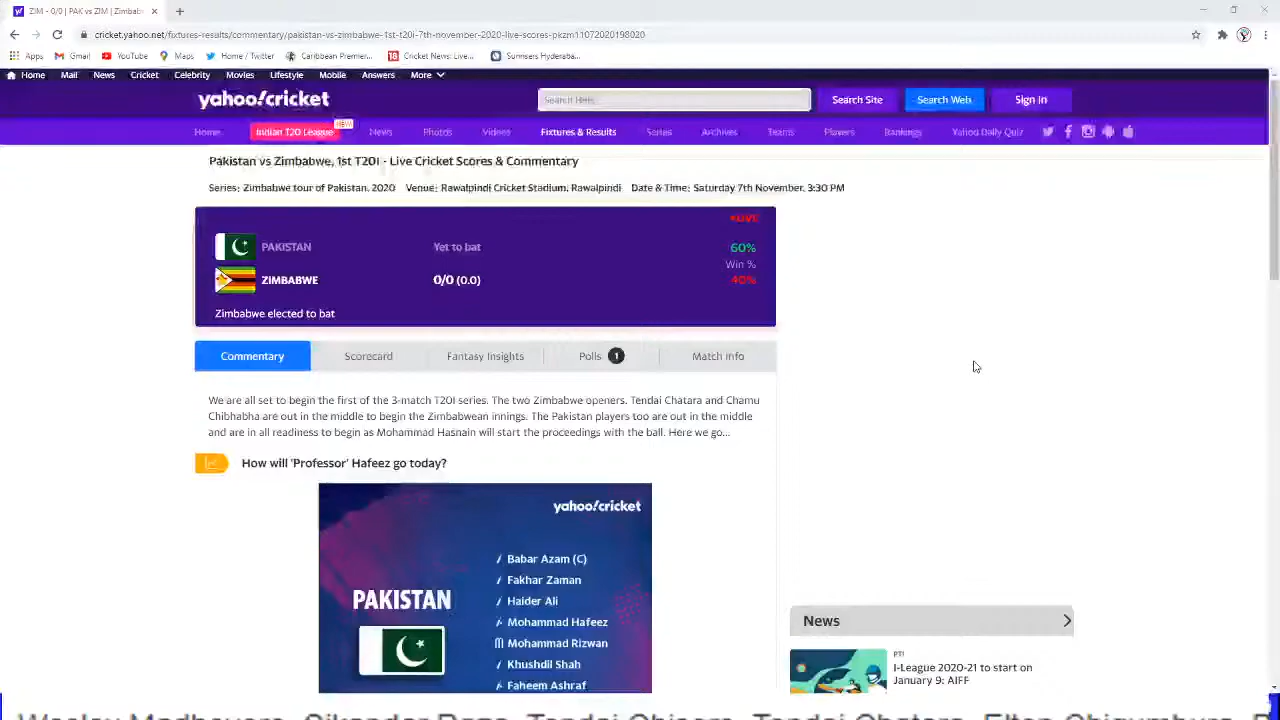 ZIM - 0/0 | PAK vs ZIM | Zimbab
cricket.yahoo.net/fixtures-results/commentary/pakistan-vs-zimbabwe-1st-t20i-7th-november-2020-live-scores-pkzm11072020198020
Apps Gmail YouTube Maps Home / Twitter Caribbean Premier... Cricket News: Live... Sunrisers Hyderaba...
Home Mail News Cricket Celebrity Movies Lifestyle Mobile Answers More
yahoo!cricket Search Here.. Search Site Search Web Sign In
NEW
Home Indian T20 League News Photos Videos Fixtures & Results Series Archives Teams Players Rankings Yahoo Daily Quiz
Pakistan vs Zimbabwe, 1st T20I - Live Cricket Scores & Commentary
Series: Zimbabwe tour of Pakistan, 2020 Venue: Rawalpindi Cricket Stadium, Rawalpindi Date & Time: Saturday 7th November, 3:30 PM
•LIVE
PAKISTAN Yet to bat 60%
Win %
ZIMBABWE 0/0 (0.0) 40%
Zimbabwe elected to bat
Commentary Scorecard Fantasy Insights Polls 1 Match Info
We are all set to begin the first of the 3-match T20I series. The two Zimbabwe openers. Tendai Chatara and Chamu
Chibhabha are out in the middle to begin the Zimbabwean innings. The Pakistan players too are out in the middle
and are in all readiness to begin as Mohammad Hasnain will start the proceedings with the ball. Here we go...
How will 'Professor' Hafeez go today?
yahoo!cricket
Babar Azam (C)
Fakhar Zaman
PAKISTAN
Haider Ali
Mohammad Hafeez
Mohammad Rizwan
Khushdil Shah
Faheem Ashraf
News
PTI
I-League 2020-21 to start on
January 9: AIFF